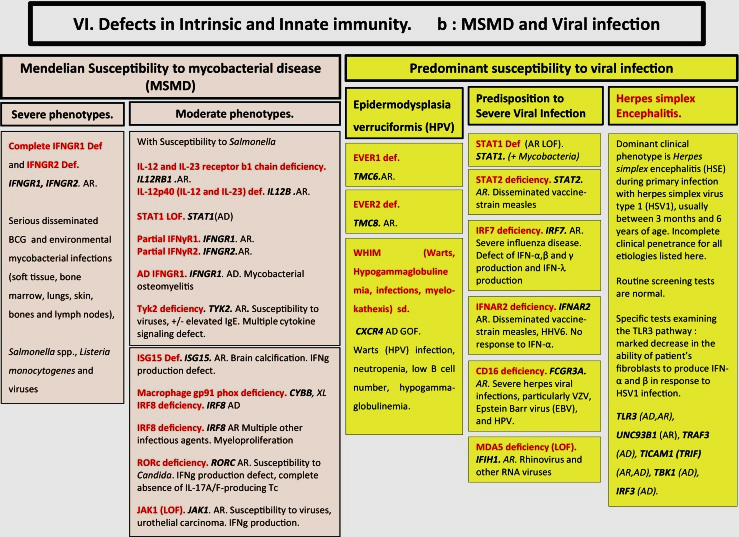 VI. Defects in Intrinsic and Innate immunity. b : MSMD and Viral infection
Mendelian Susceptibility to mycobacterial disease
(MSMD)
Severe phenotypes.
Complete IFNGR1 Def
and IFNGR2 Def.
IFNGR1, IFNGR2. AR.
Serious disseminated
BCG and environmental
mycobacterial infections
(soft tissue, bone
marrow, lungs, skin,
bones and lymph nodes),
Salmonella spp., Listeria
monocytogenes and
viruses
Moderate phenotypes.
With Susceptibility to Salmonella
IL-12 and IL-23 receptor b1 chain deficiency.
IL12RB1 .AR.
IL-12p40 (IL-12 and IL-23) def. IL12B .AR.
STAT1 LOF. STAT1(AD)
Partial IFNγR1. IFNGR1. AR.
Partial IFNγR2. IFNGR2.AR.
AD IFNGR1. IFNGR1. AD. Mycobacterial
osteomyelitis
Tyk2 deficiency. TYK2. AR. Susceptibility to
viruses, +/- elevated IgE. Multiple cytokine
signaling defect.
ISG15 Def. ISG15. AR. Brain calcification. IFNg
production defect.
Macrophage gp91 phox deficiency. CYBB, XL
IRF8 deficiency. IRF8 AD
IRF8 deficiency. IRF8 AR Multiple other
infectious agents. Myeloproliferation
RORc deficiency. RORC AR. Susceptibility to
Candida. IFNg production defect, complete
absence of IL-17A/F-producing Tc
JAK1 (LOF). JAK1. AR. Susceptibility to viruses,
urothelial carcinoma. IFNg production.
Predominant susceptibility to viral infection
Epidermodysplasia
verruciformis (HPV)
EVER1 def.
TMC6.AR.
EVER2 def.
TMC8. AR.
WHIM (Warts,
Hypogammaglobuline
mia, infections, myelo-
kathexis) sd.
CXCR4 AD GOF.
Warts (HPV) infection,
neutropenia, low B cell
number, hypogamma-
globulinemia.
Predisposition to
Severe Viral Infection
STAT1 Def (AR LOF).
STAT1. (+ Mycobacteria)
STAT2 deficiency. STAT2.
AR. Disseminated vaccine-
strain measles
IRF7 deficiency. IRF7. AR.
Severe influenza disease.
Defect of IFN-α,β and γ
production and IFN-λ
production
IFNAR2 deficiency. IFNAR2
AR. Disseminated vaccine-
strain measles, HHV6. No
response to IFN-α.
CD16 deficiency. FCGR3A.
AR. Severe herpes viral
infections, particularly VZV,
Epstein Barr virus (EBV),
and HPV.
MDA5 deficiency (LOF).
IFIH1. AR. Rhinovirus and
other RNA viruses
Herpes simplex
Encephalitis.
Dominant clinical
phenotype is Herpes
simplex encephalitis (HSE)
during primary infection
with herpes simplex virus
type 1 (HSV1), usually
between 3 months and 6
years of age. Incomplete
clinical penetrance for all
etiologies listed here.
Routine screening tests
are normal.
Specific tests examining
the TLR3 pathway :
marked decrease in the
ability of patient's
fibroblasts to produce IFN-
α and β in response to
HSV1 infection.
TLR3 (AD,AR),
UNC93B1 (AR), TRAF3
(AD), TICAM1 (TRIF)
(AR,AD), TBK1 (AD),
IRF3 (AD).